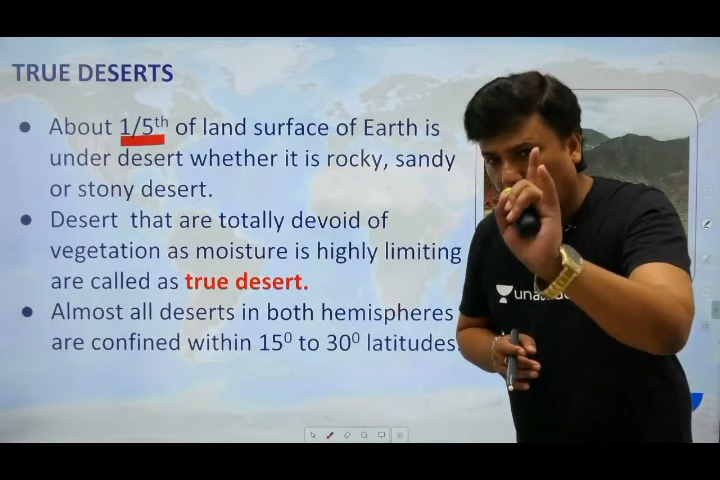 TRUE DESERTS
● About 1/5th of land surface of Earth is
under desert whether it is rocky, sandy
or stony desert.
● Desert that are totally devoid of
vegetation as moisture is highly limiting
are called as true desert.
● Almost all deserts in both hemispheres
are confined within 15⁰ to 30⁰ latitudes.